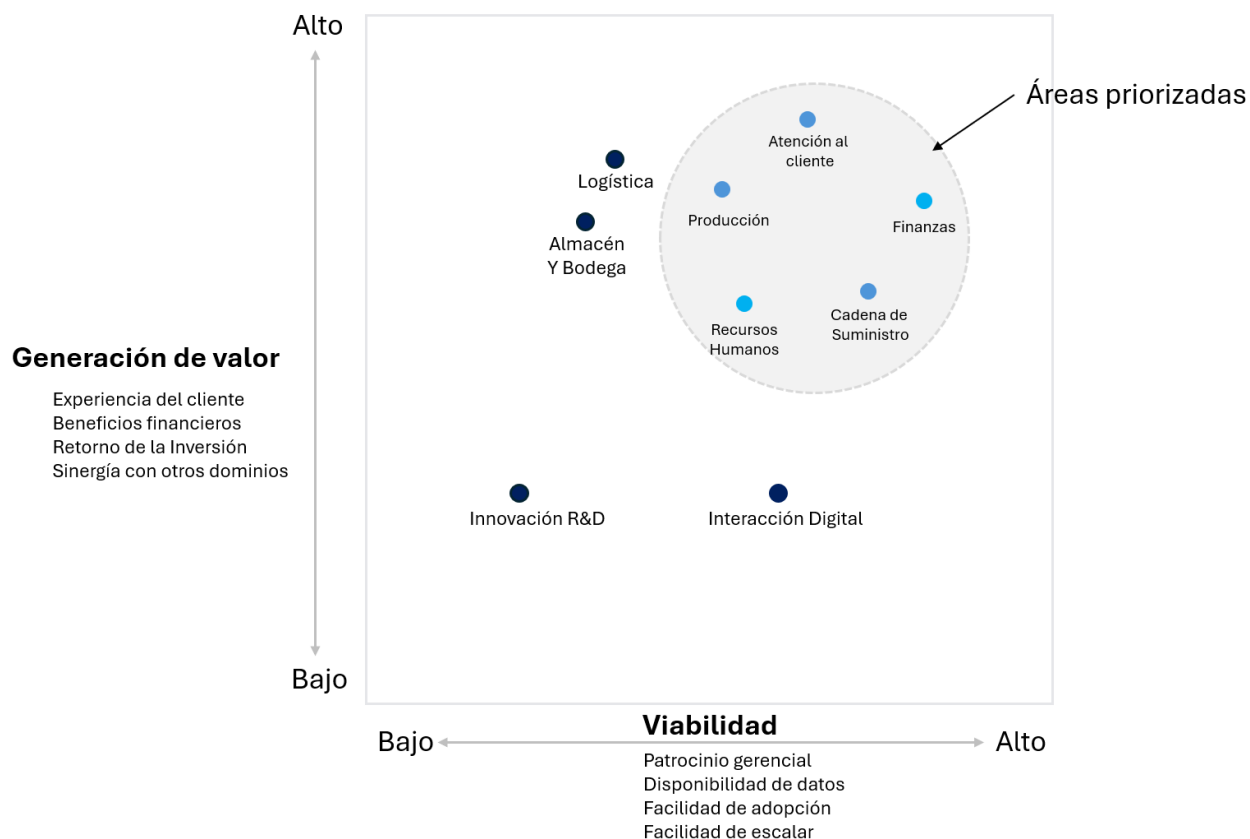 Alto
Áreas priorizadas
Atención al
cliente
Logística
Producción
Finanzas
Almacén
Y Bodega
Cadena de
Suministro
Recursos
Humanos
Generación de valor
Experiencia del cliente
Beneficios financieros
Retorno de la Inversión
Sinergía con otros dominios
Innovación R&D
Interacción Digital
Bajo
Viabilidad
Bajo
Alto
Patrocinio gerencial
Disponibilidad de datos
Facilidad de adopción
Facilidad de escalar